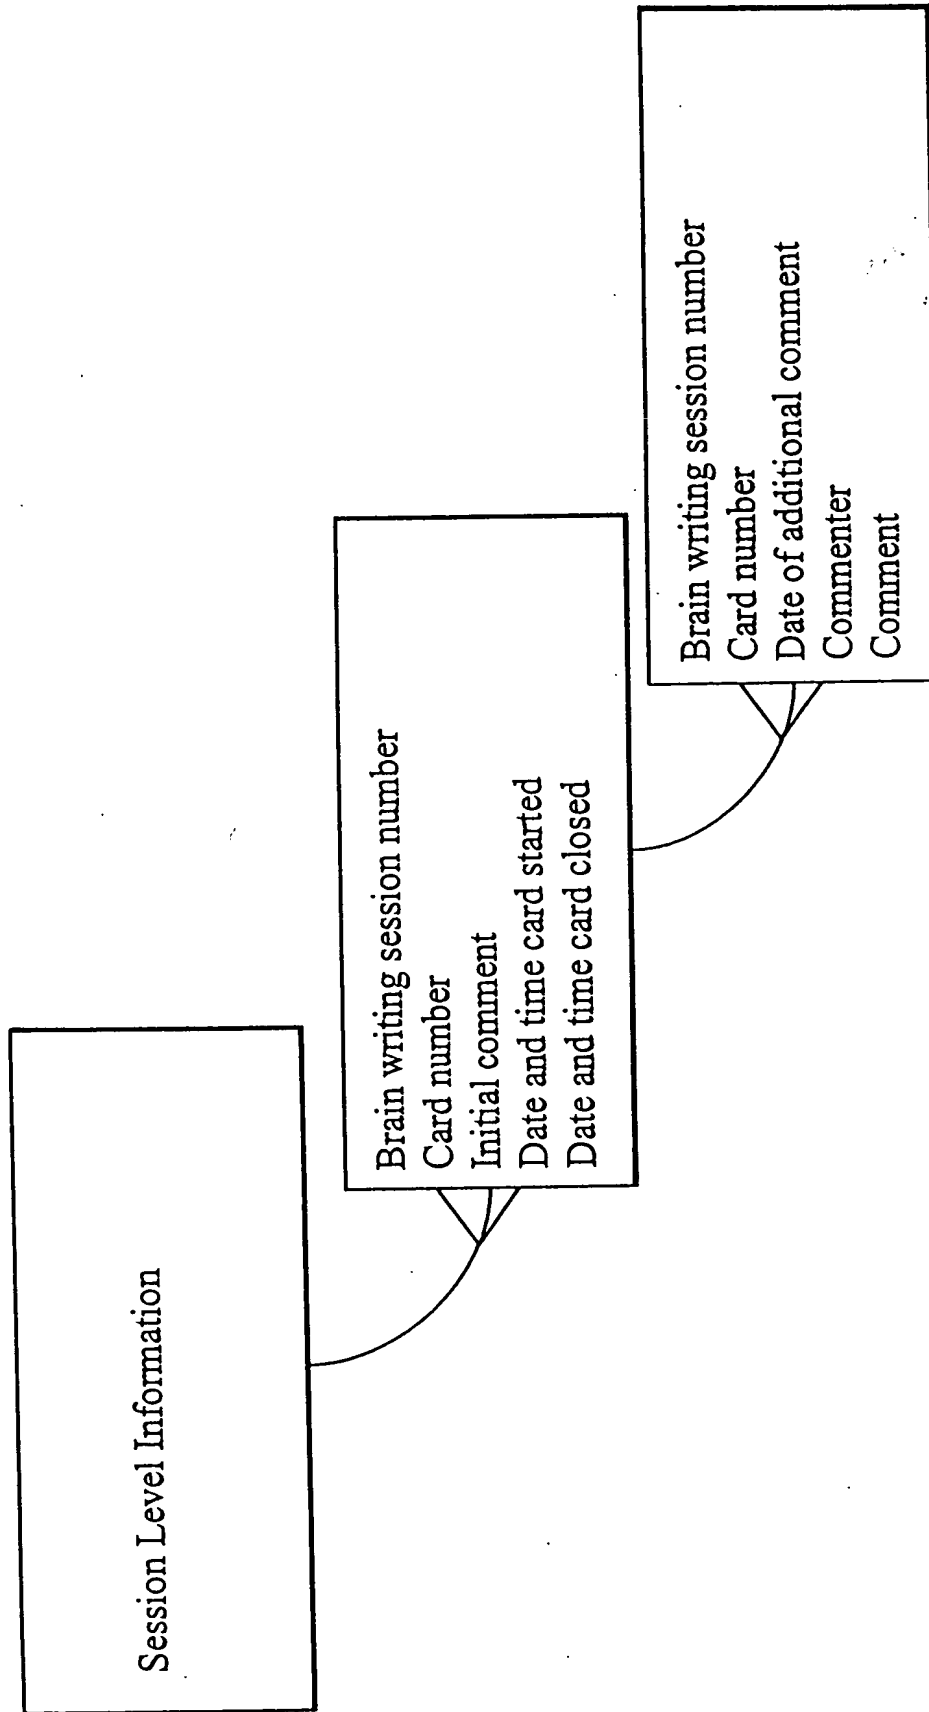 Session Level Information
Brain writing session number
Card number
Initial comment
Date and time card started
Date and time card closed
Brain writing session number
Card number
Date of additional comment
Commenter
Comment